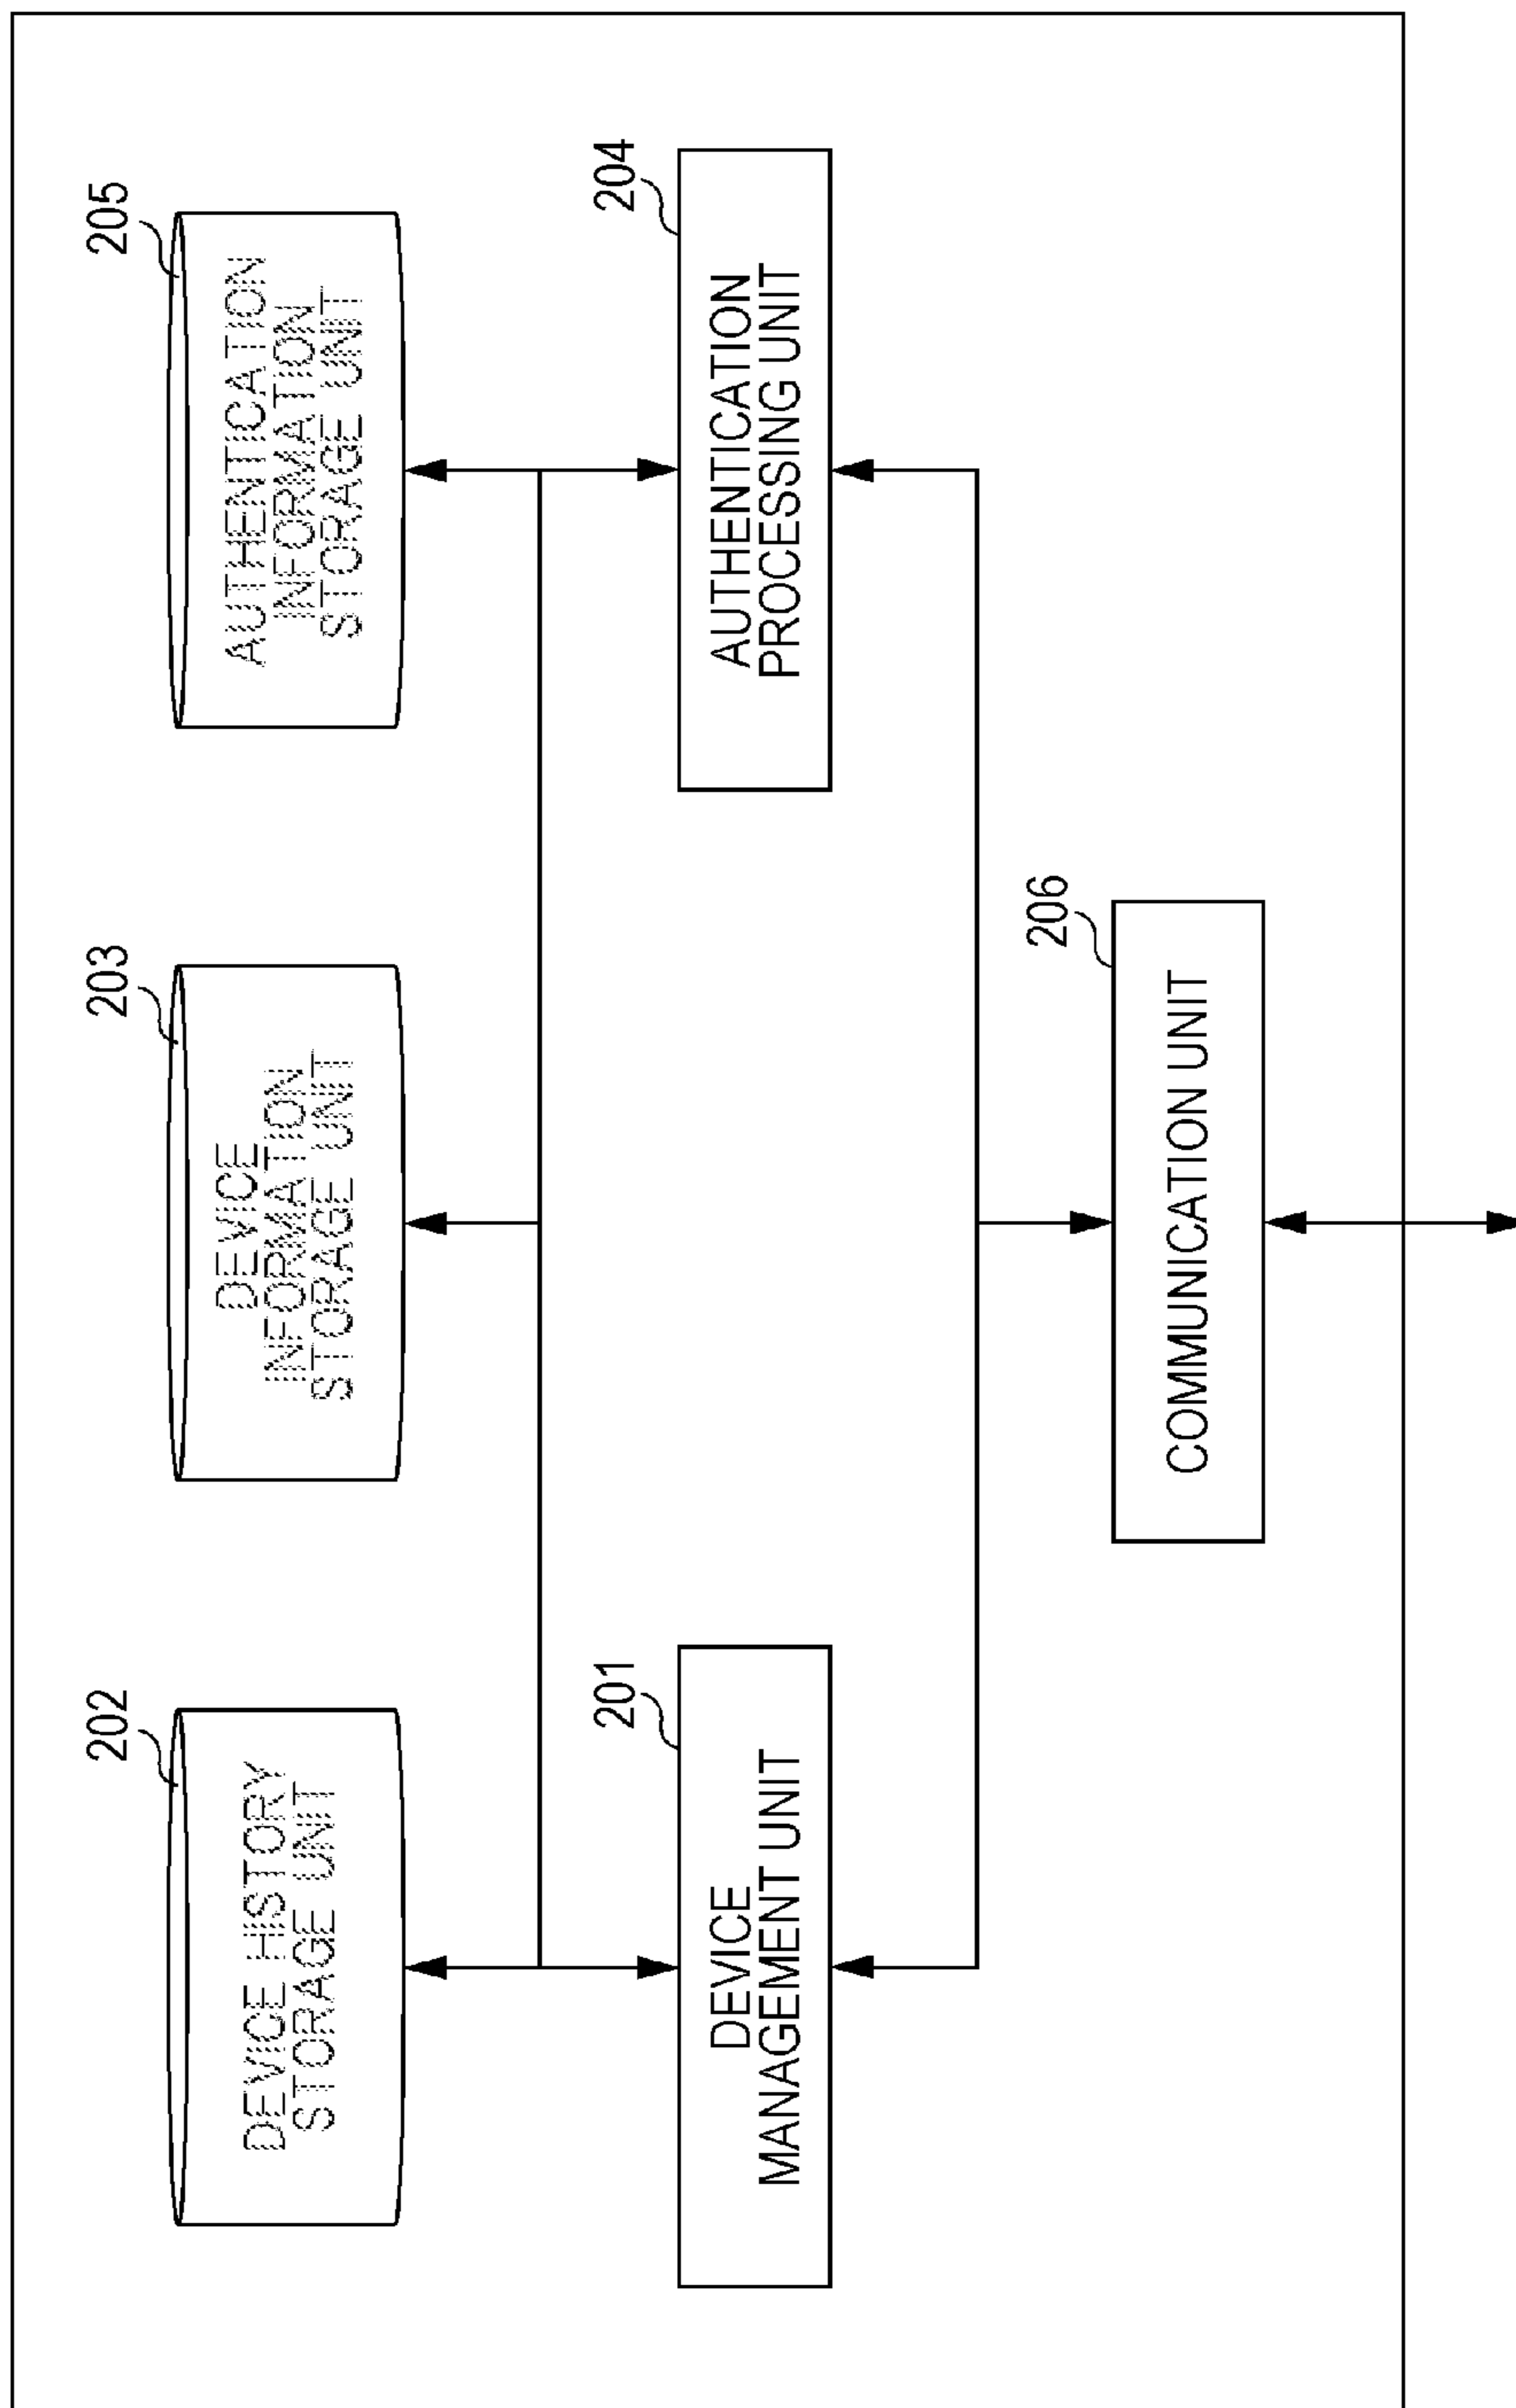 202
DEVICE HISTORY
STORAGE UNIT
203
DEVICE
INFORMATION
STORAGE UNIT
205
AUTHENTICATION
INFORMATION
STORAGE UNIT
201
DEVICE
MANAGEMENT UNIT
204
AUTHENTICATION
PROCESSING UNIT
206
COMMUNICATION UNIT